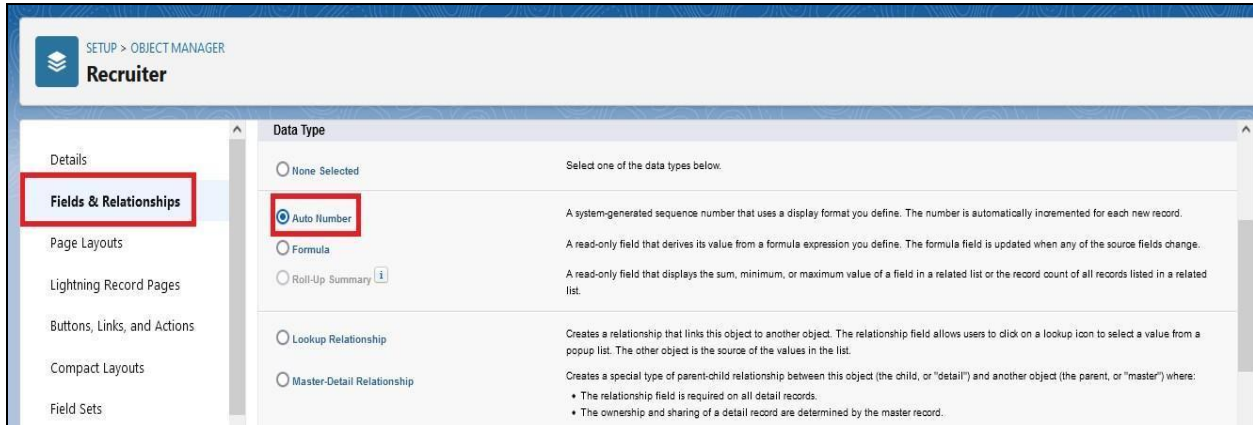 SETUP > OBJECT MANAGER
Recruiter
Details
Fields & Relationships
Page Layouts
Lightning Record Pages
Buttons, Links, and Actions
Compact Layouts
Field Sets
Data Type
None Selected
Select one of the data types below.
Auto Number
A system-generated sequence number that uses a display format you define. The number is automatically incremented for each new record.
Formula
A read-only field that derives its value from a formula expression you define. The formula field is updated when any of the source fields change.
Roll-Up Summary i
A read-only field that displays the sum, minimum, or maximum value of a field in a related list or the record count of all records listed in a related
list.
Lookup Relationship
Creates a relationship that links this object to another object. The relationship field allows users to click on a lookup icon to select a value from a
popup list. The other object is the source of the values in the list.
Master-Detail Relationship
Creates a special type of parent-child relationship between this object (the child, or "detail") and another object (the parent, or "master") where:
• The relationship field is required on all detail records.
• The ownership and sharing of a detail record are determined by the master record.